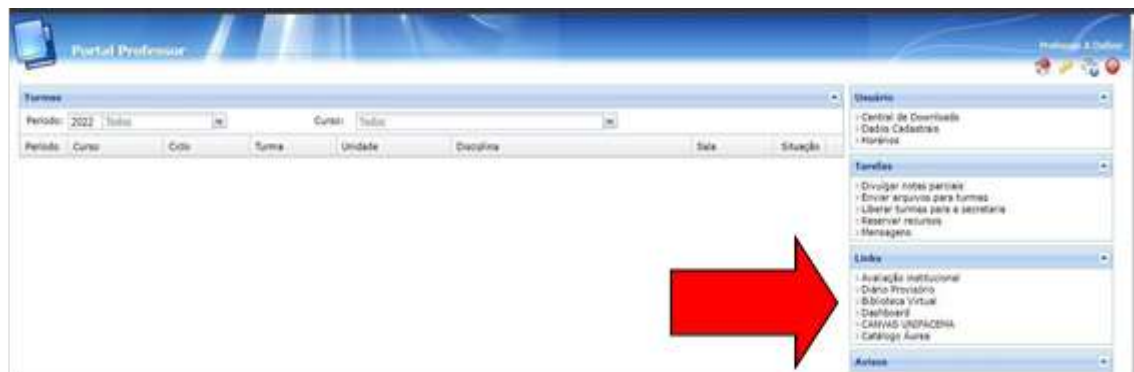 Portal Professor
Professor A Definir
Turmas
Período: 2022 Todos Curso: Todos
Período Curso Ciclo Turma Unidade Disciplina Sala Situação
Usuário
Central de Downloads
Dados Cadastrais
Horários
Tarefas
Divulgar notas parciais
Enviar arquivos para turmas
Liberar turmas para a secretaria
Reservar recursos
Mensagens
Links
Avaliação institucional
Diário Provisório
Biblioteca Virtual
Dashboard
CANVAS UNIFACEMA
Catálogo Áurea
Avisos